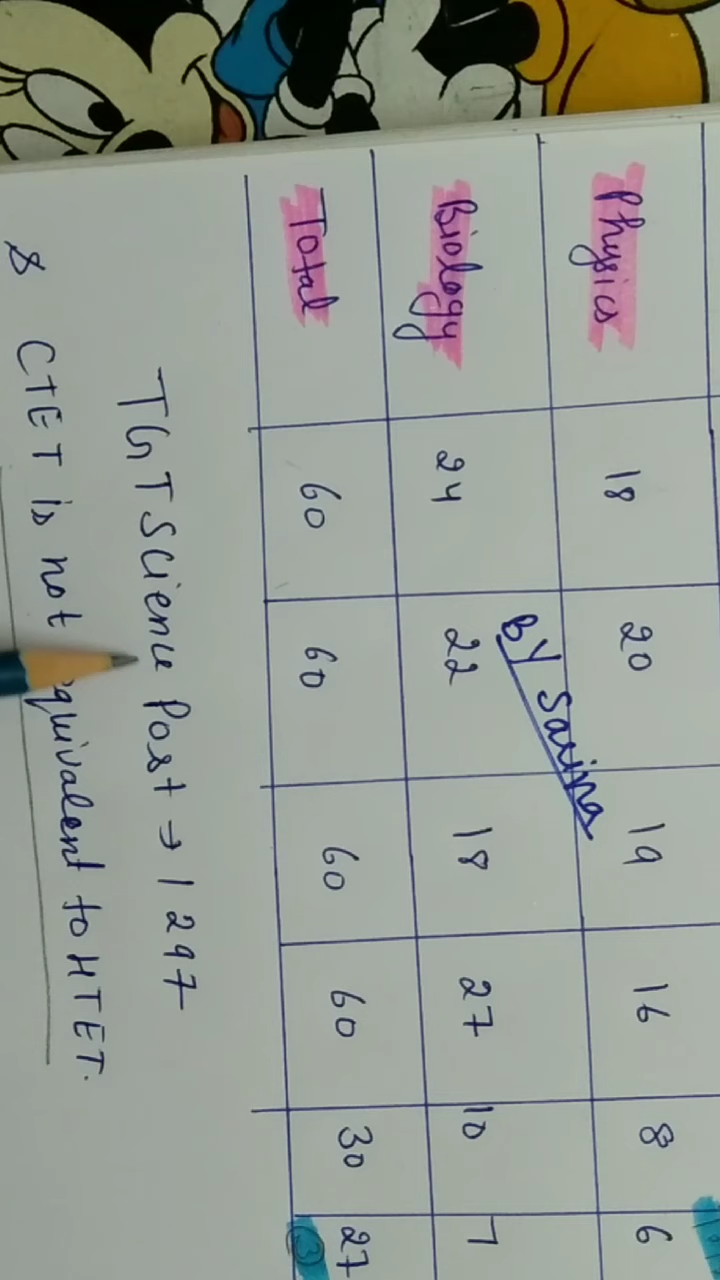 Physics 18 20 19 16 8 6
By Sarina
Biology 24 22 18 27 10 7
Total 60 60 60 60 30 27
3
TGT Science Post → 1297
& CTET is not equivalent to HTET.